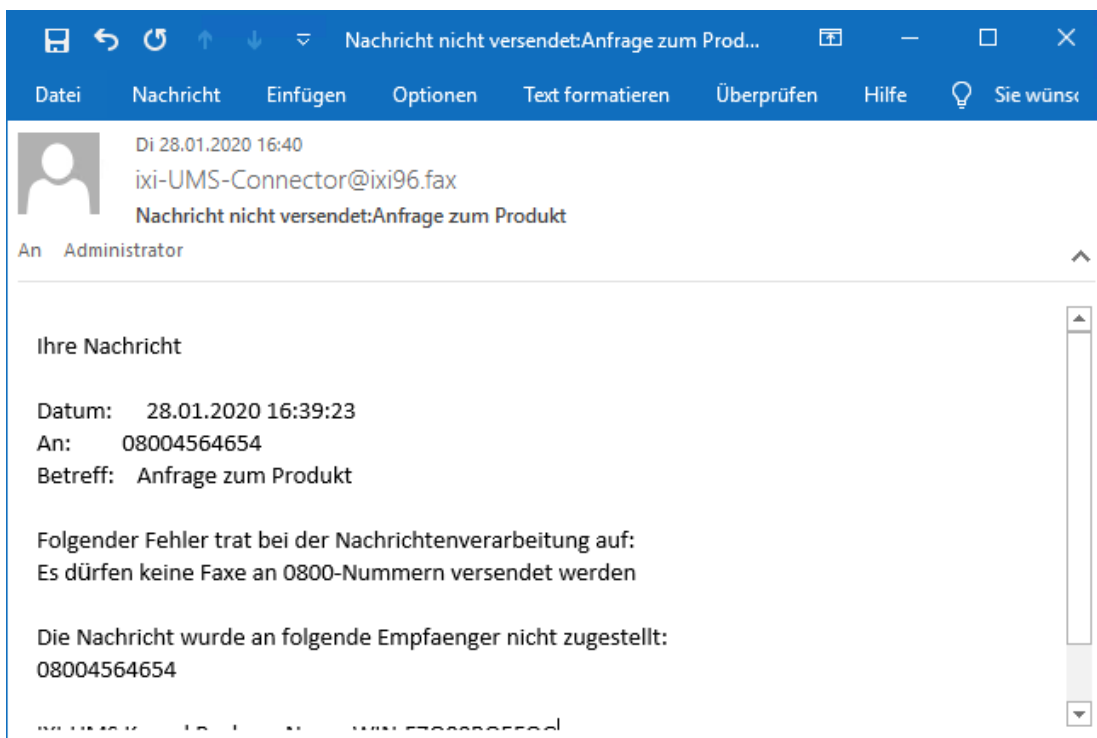 Nachricht nicht versendet:Anfrage zum Prod...
Datei Nachricht Einfügen Optionen Text formatieren Überprüfen Hilfe Sie wünsc
Di 28.01.2020 16:40
ixi-UMS-Connector@ixi96.fax
Nachricht nicht versendet:Anfrage zum Produkt
An Administrator
Ihre Nachricht
Datum: 28.01.2020 16:39:23
An: 08004564654
Betreff: Anfrage zum Produkt
Folgender Fehler trat bei der Nachrichtenverarbeitung auf:
Es dürfen keine Faxe an 0800-Nummern versendet werden
Die Nachricht wurde an folgende Empfaenger nicht zugestellt:
08004564654